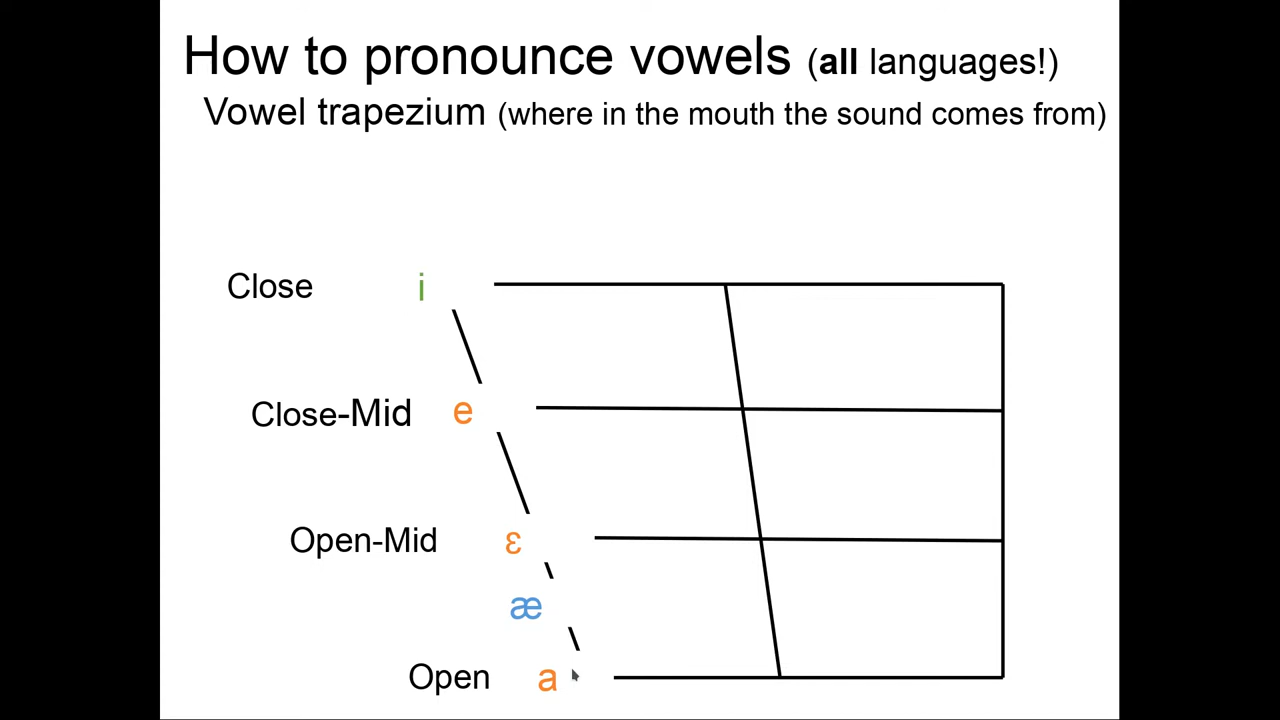 How to pronounce vowels (all languages!)
Vowel trapezium (where in the mouth the sound comes from)
Close i
Close-Mid e
Open-Mid ɛ
æ
Open a